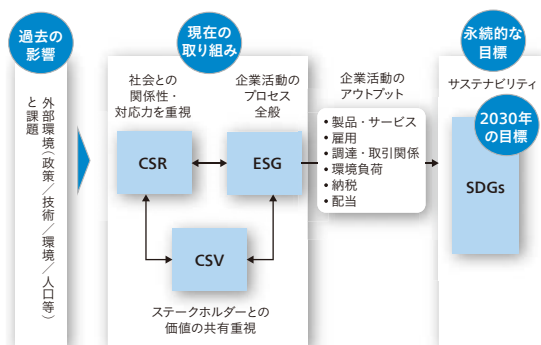 過去の
影響
外部環境(政策／技術／環境／人口等)
と課題
現在の
取り組み
社会との
関係性・
対応力を重視
企業活動の
プロセス
全般
CSR
ESG
CSV
ステークホルダーとの
価値の共有重視
企業活動の
アウトプット
• 製品・サービス
• 雇用
• 調達・取引関係
• 環境負荷
• 納税
• 配当
永続的な
目標
サステナビリティ
2030年
の目標
SDGs